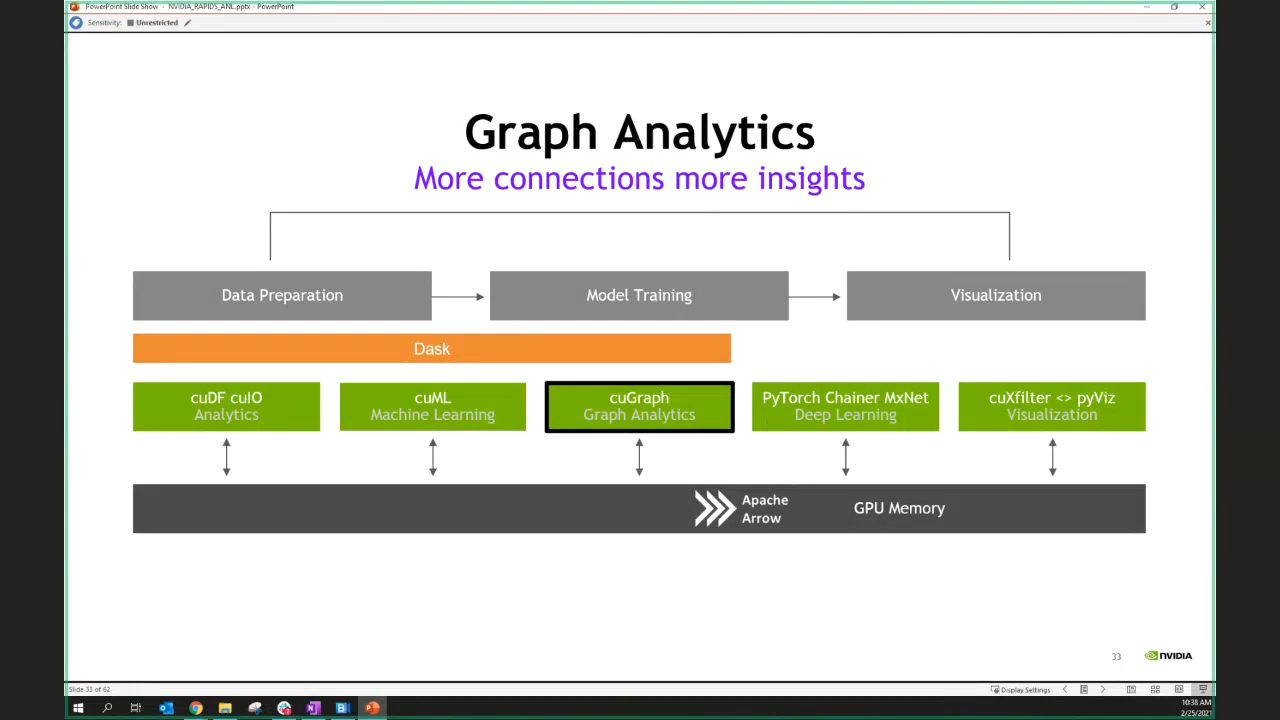 PowerPoint Slide Show - NVIDIA_RAPIDS_ANL.pptx - PowerPoint
Sensitivity: Unrestricted
Graph Analytics
More connections more insights
Data Preparation
Model Training
Visualization
Dask
cuDF cuIO
Analytics
cuML
Machine Learning
cuGraph
Graph Analytics
PyTorch Chainer MxNet
Deep Learning
cuXfilter <> pyViz
Visualization
Apache
Arrow
GPU Memory
33
NVIDIA
Slide 33 of 62
Display Settings
10:38 AM
2/25/2021